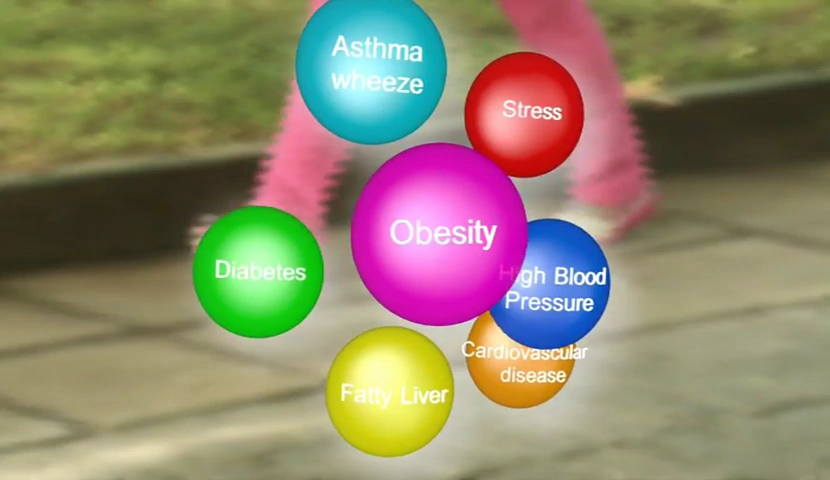 Asthma
wheeze
Stress
Obesity
Diabetes
High Blood
Pressure
Cardiovascular
disease
Fatty Liver